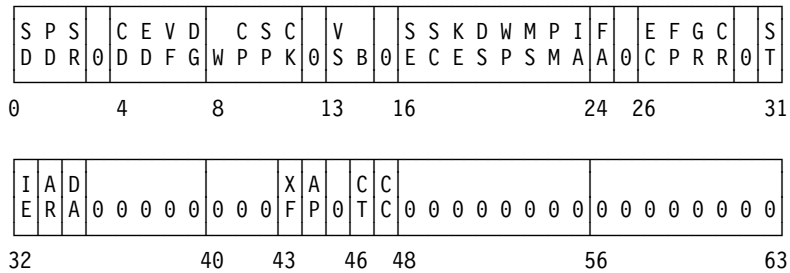 S P S C E V D C S C V S S K D W M P I F E F G C S
D D R 0 D D F G W P P K 0 S B 0 E C E S P S M A A 0 C P R R 0 T
0 4 8 13 16 24 26 31
I A D X A C C
E R A 0 0 0 0 0 0 0 0 F P 0 T C 0 0 0 0 0 0 0 0 0 0 0 0 0 0 0 0
32 40 43 46 48 56 63